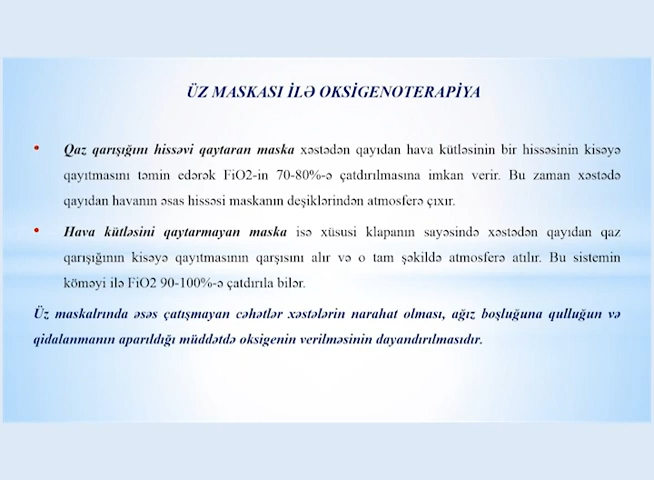 ÜZ MASKASI İLƏ OKSİGENOTERAPİYA
• Qaz qarışığını hissəvi qaytaran maska xəstədən qayıdan hava kütləsinin bir hissəsinin kisəyə
qayıtmasını təmin edərək FiO2-in 70-80%-ə çatdırılmasına imkan verir. Bu zaman xəstədə
qayıdan havanın əsas hissəsi maskanın deşiklərindən atmosferə çıxır.
• Hava kütləsini qaytarmayan maska isə xüsusi klapanın sayəsində xəstədən qayıdan qaz
qarışığının kisəyə qayıtmasının qarşısını alır və o tam şəkildə atmosferə atılır. Bu sistemin
köməyi ilə FiO2 90-100%-ə çatdırıla bilər.
Üz maskalrında əsəs çatışmayan cəhətlər xəstələrin narahat olması, ağız boşluğuna qulluğun və
qidalanmanın aparıldığı müddətdə oksigenin verilməsinin dayandırılmasıdır.